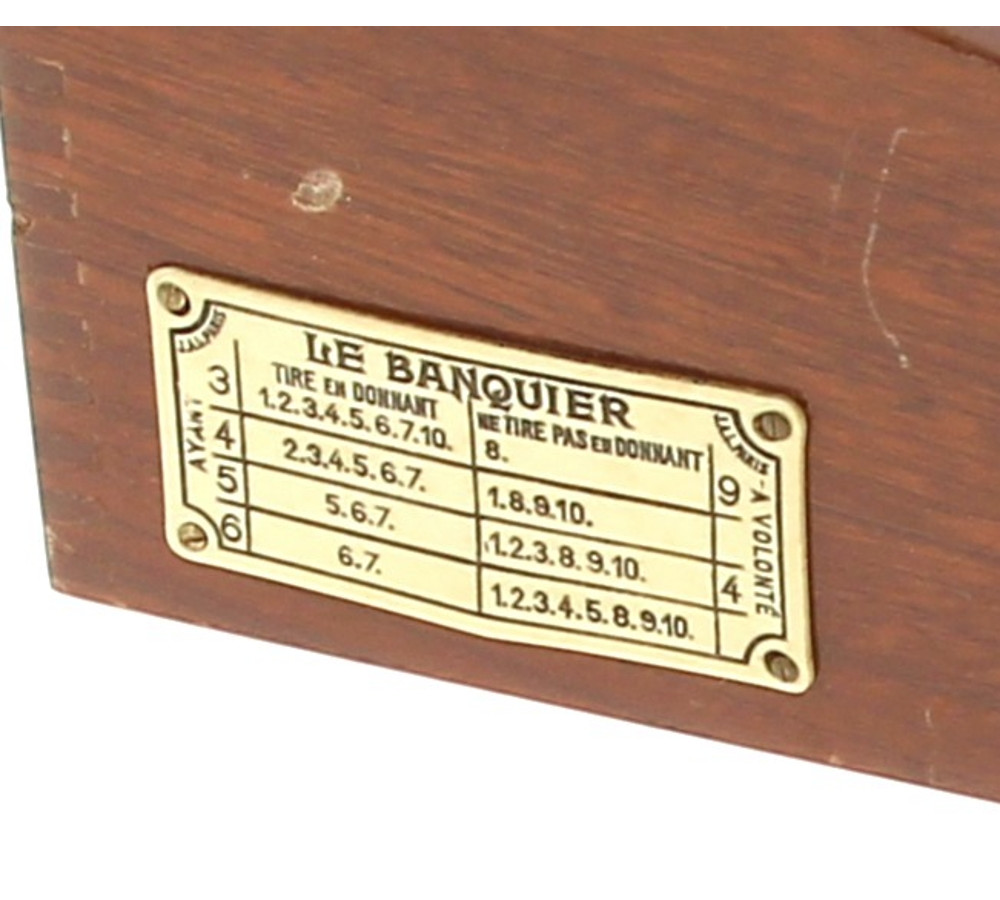 LE BANQUIER
TIRE EN DONNANT
NE TIRE PAS EN DONNANT
AYANT
3 1.2.3.4.5.6.7.10. 8. 9
4 2.3.4.5.6.7. 1.8.9.10.
5 5.6.7. 1.2.3.8.9.10. 4
6 6.7. 1.2.3.4.5.8.9.10.
A VOLONTÉ
PARIS
PARIS